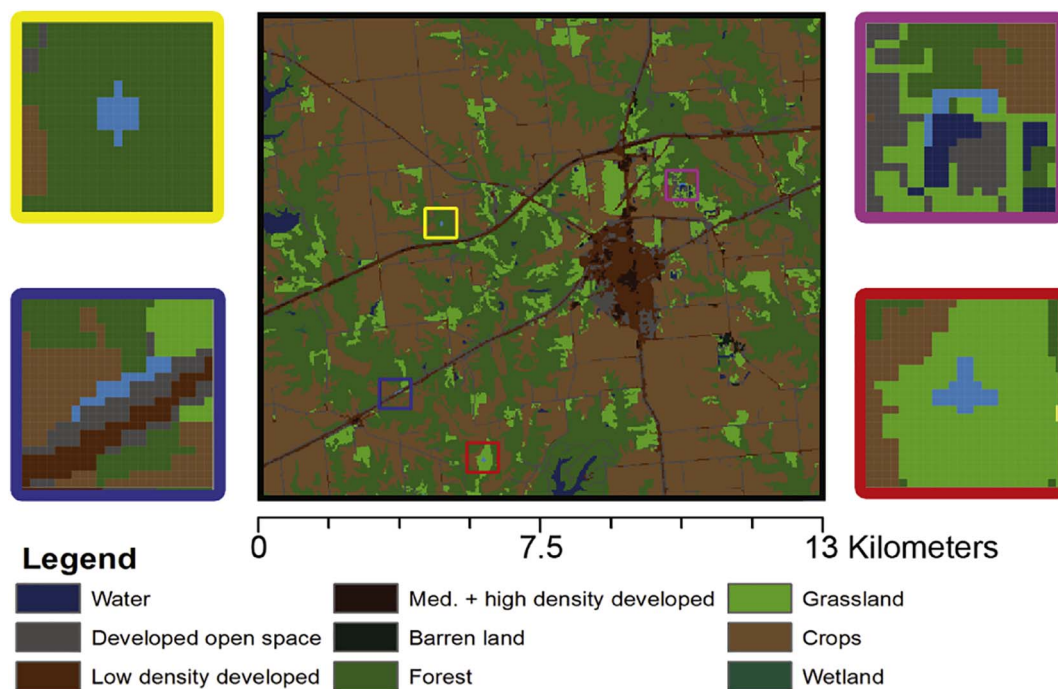 0 7.5 13 Kilometers
Legend
Water
Developed open space
Low density developed
Med. + high density developed
Barren land
Forest
Grassland
Crops
Wetland